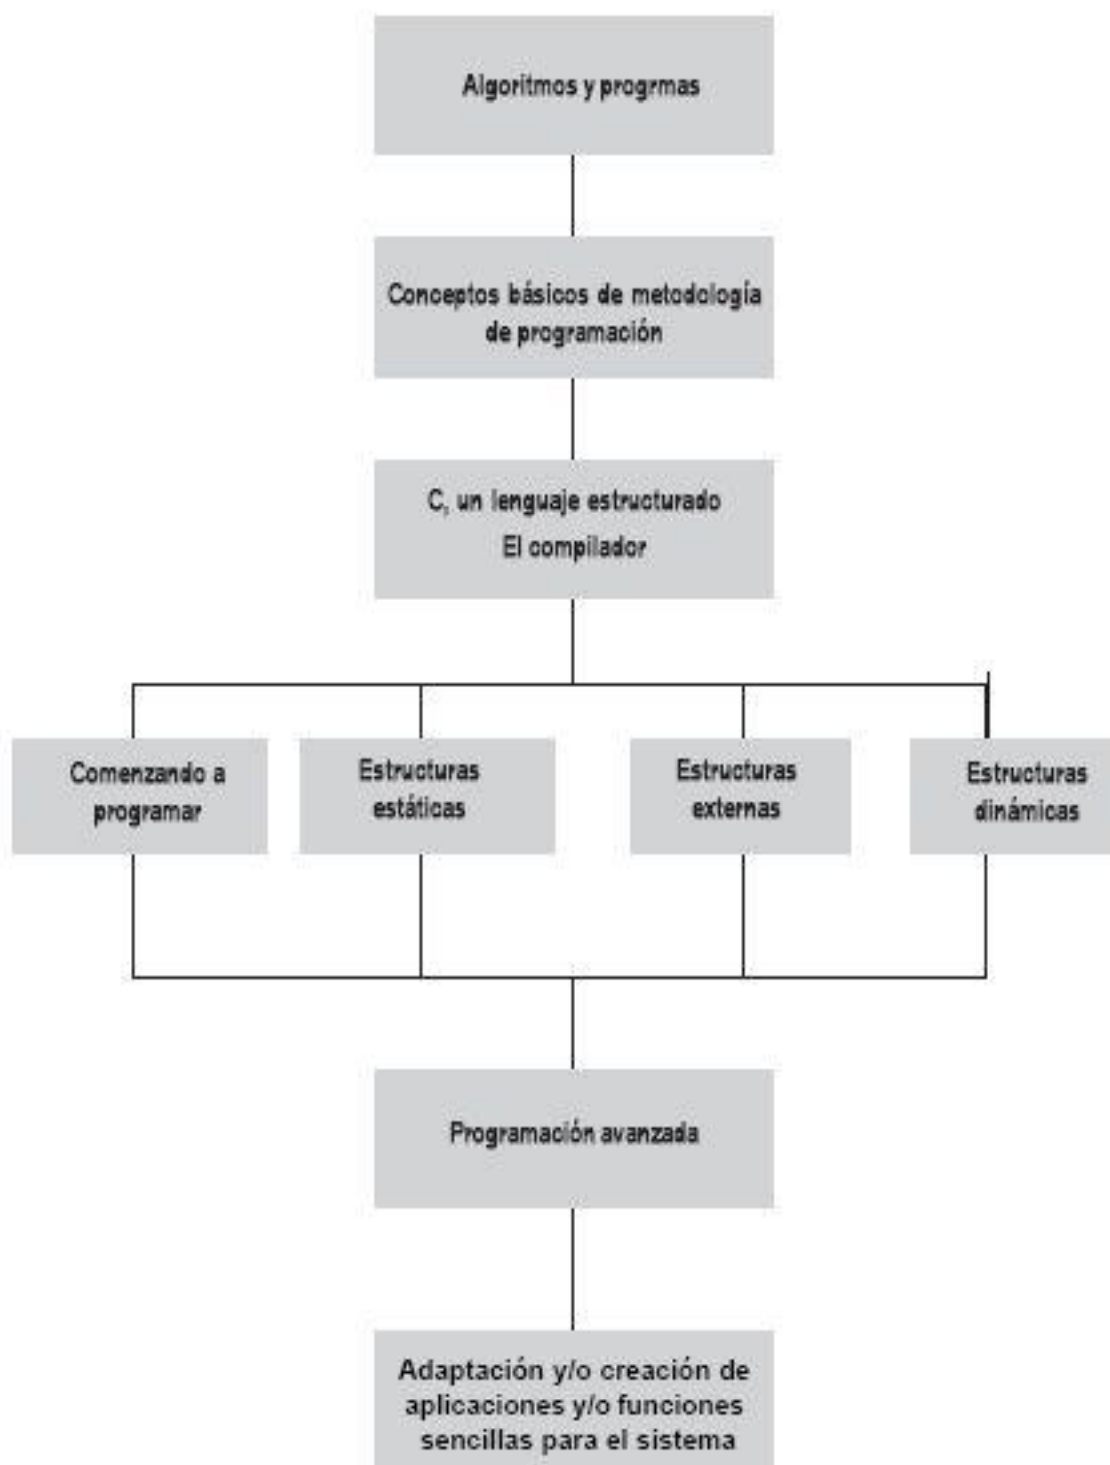 Algoritmos y progrmas
Conceptos básicos de metodología
de programación
C, un lenguaje estructurado
El compilador
Comenzando a
programar
Estructuras
estáticas
Estructuras
externas
Estructuras
dinámicas
Programación avanzada
Adaptación y/o creación de
aplicaciones y/o funciones
sencillas para el sistema